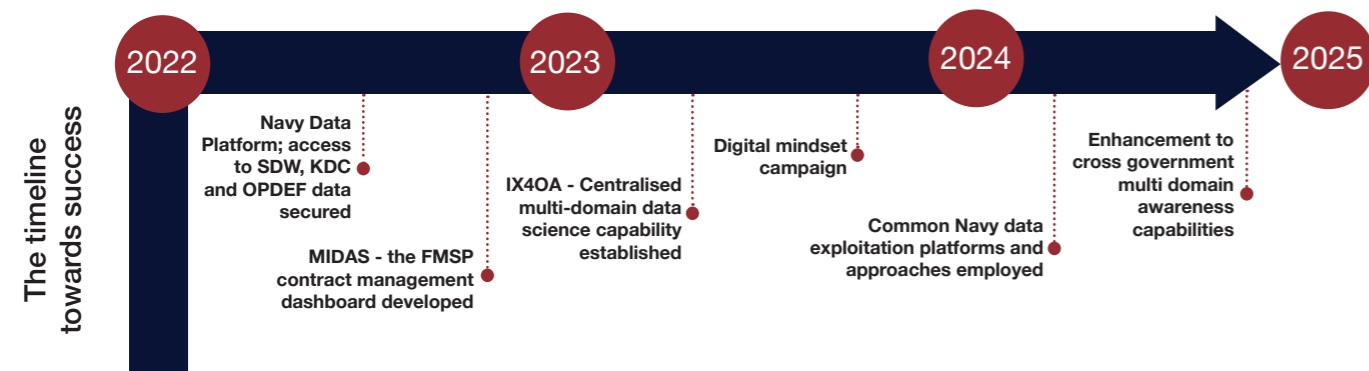 2022
2023
2024
2025
The timeline
towards success
Navy Data
Platform; access
to SDW, KDC
and OPDEF data
secured
MIDAS - the FMSP
contract management
dashboard developed
IX4OA - Centralised
multi-domain data
science capability
established
Digital mindset
campaign
Common Navy data
exploitation platforms and
approaches employed
Enhancement to
cross government
multi domain
awareness
capabilities